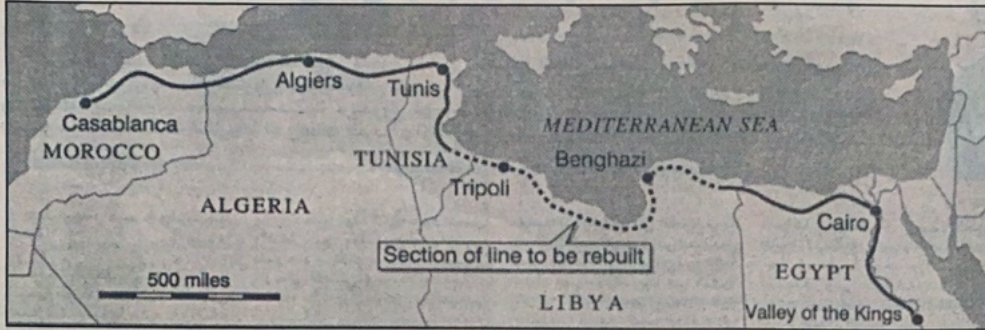 Algiers
Tunis
Casablanca
MOROCCO
MEDITERRANEAN SEA
TUNISIA
Benghazi
Tripoli
ALGERIA
Cairo
Section of line to be rebuilt
500 miles
EGYPT
LIBYA
Valley of the Kings